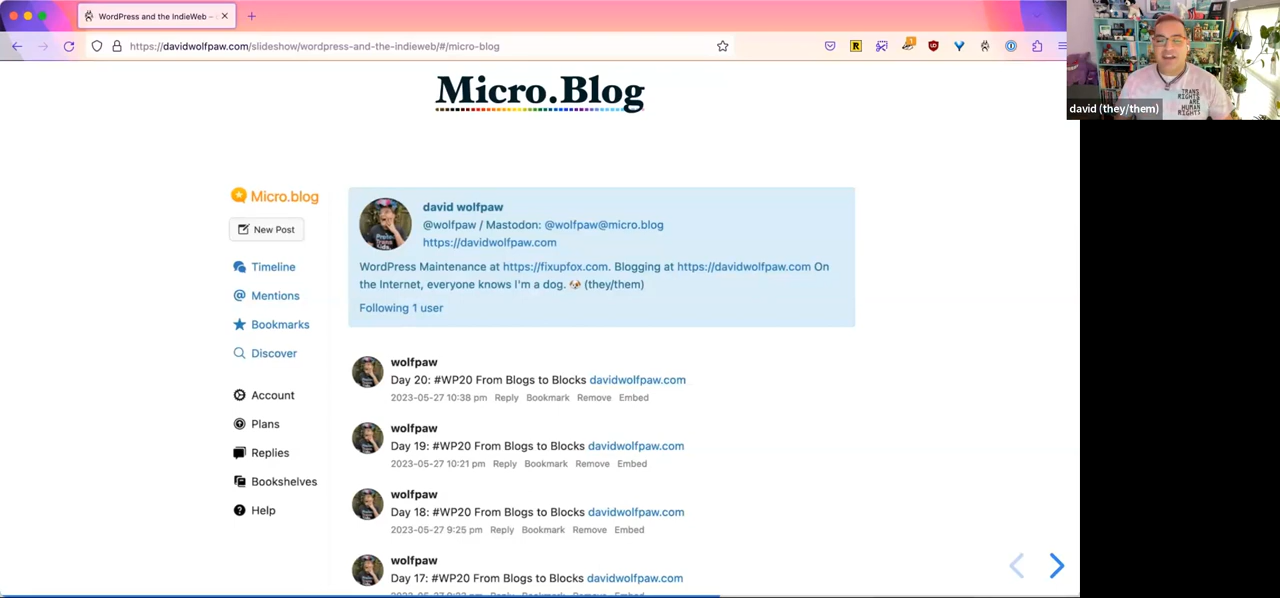 WordPress and the IndieWeb –
https://davidwolfpaw.com/slideshow/wordpress-and-the-indieweb/#/micro-blog
Micro.Blog
TRANS
RIGHTS
ARE
HUMAN
RIGHTS
david (they/them)
Micro.blog
New Post
Timeline
Mentions
Bookmarks
Discover
Account
Plans
Replies
Bookshelves
Help
david wolfpaw
@wolfpaw / Mastodon: @wolfpaw@micro.blog
https://davidwolfpaw.com
WordPress Maintenance at https://fixupfox.com. Blogging at https://davidwolfpaw.com On
the Internet, everyone knows I'm a dog. 🐶 (they/them)
Following 1 user
wolfpaw
Day 20: #WP20 From Blogs to Blocks davidwolfpaw.com
2023-05-27 10:38 pm Reply Bookmark Remove Embed
wolfpaw
Day 19: #WP20 From Blogs to Blocks davidwolfpaw.com
2023-05-27 10:21 pm Reply Bookmark Remove Embed
wolfpaw
Day 18: #WP20 From Blogs to Blocks davidwolfpaw.com
2023-05-27 9:25 pm Reply Bookmark Remove Embed
wolfpaw
Day 17: #WP20 From Blogs to Blocks davidwolfpaw.com